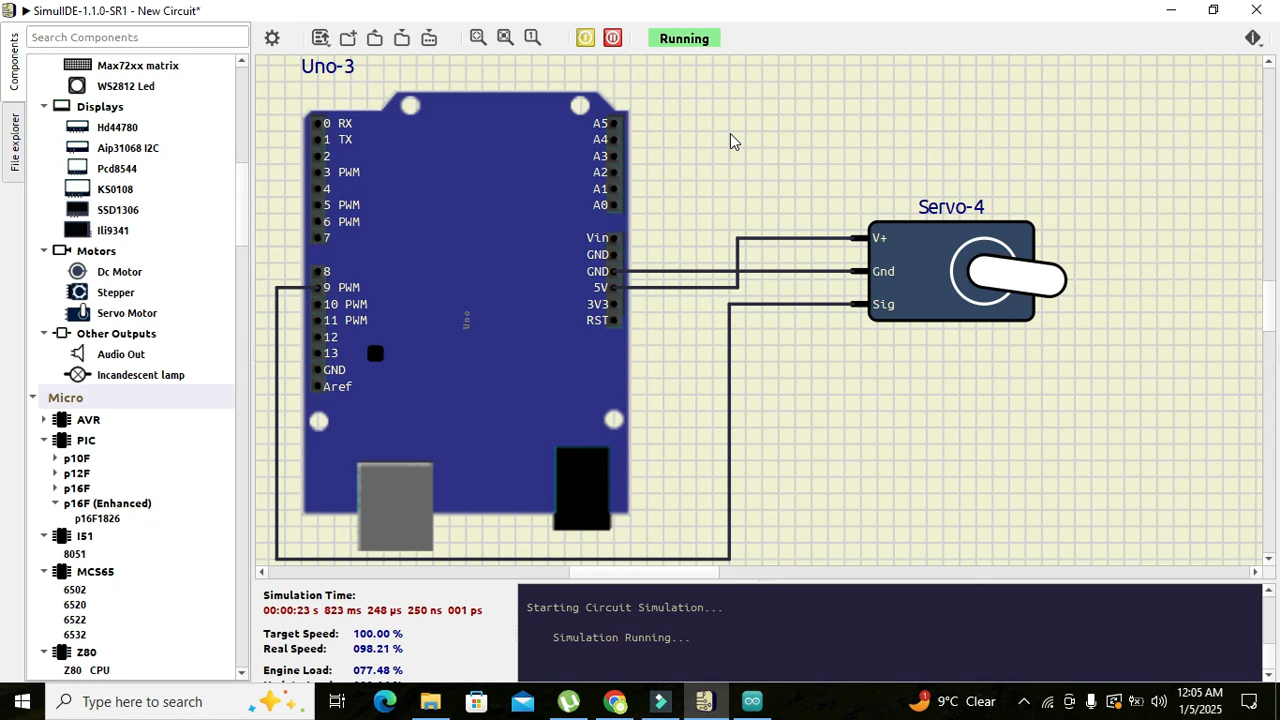 SimulIDE-1.1.0-SR1 - New Circuit*
Components
File explorer
Search Components
Max72xx matrix
WS2812 Led
Displays
Hd44780
Aip31068 I2C
Pcd8544
KS0108
SSD1306
Ili9341
Motors
Dc Motor
Stepper
Servo Motor
Other Outputs
Audio Out
Incandescent lamp
Micro
AVR
PIC
p10F
p12F
p16F
p16F (Enhanced)
p16F1826
I51
8051
MCS65
6502
6520
6522
6532
Z80
Z80 CPU
1
Running
Uno-3
0 RX
1 TX
2
3 PWM
4
5 PWM
6 PWM
7
8
9 PWM
10 PWM
11 PWM
12
13
GND
Aref
Uno
A5
A4
A3
A2
A1
A0
Vin
GND
GND
5V
3V3
RST
Servo-4
V+
Gnd
Sig
Simulation Time:
00:00:23 s 823 ms 248 µs 250 ns 001 ps
Target Speed: 100.00 %
Real Speed: 098.21 %
Engine Load: 077.48 %
Starting Circuit Simulation...
Simulation Running...
Type here to search
9°C Clear
12:05 AM
1/5/2025